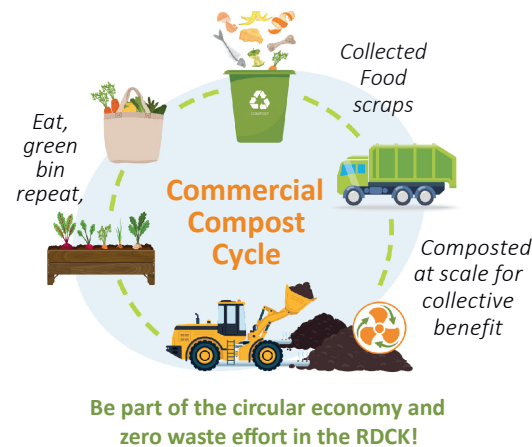 Collected
Food
scraps
COMPOST
Eat,
green
bin
repeat,
Commercial
Compost
Cycle
Composted
at scale for
collective
benefit
Be part of the circular economy and
zero waste effort in the RDCK!